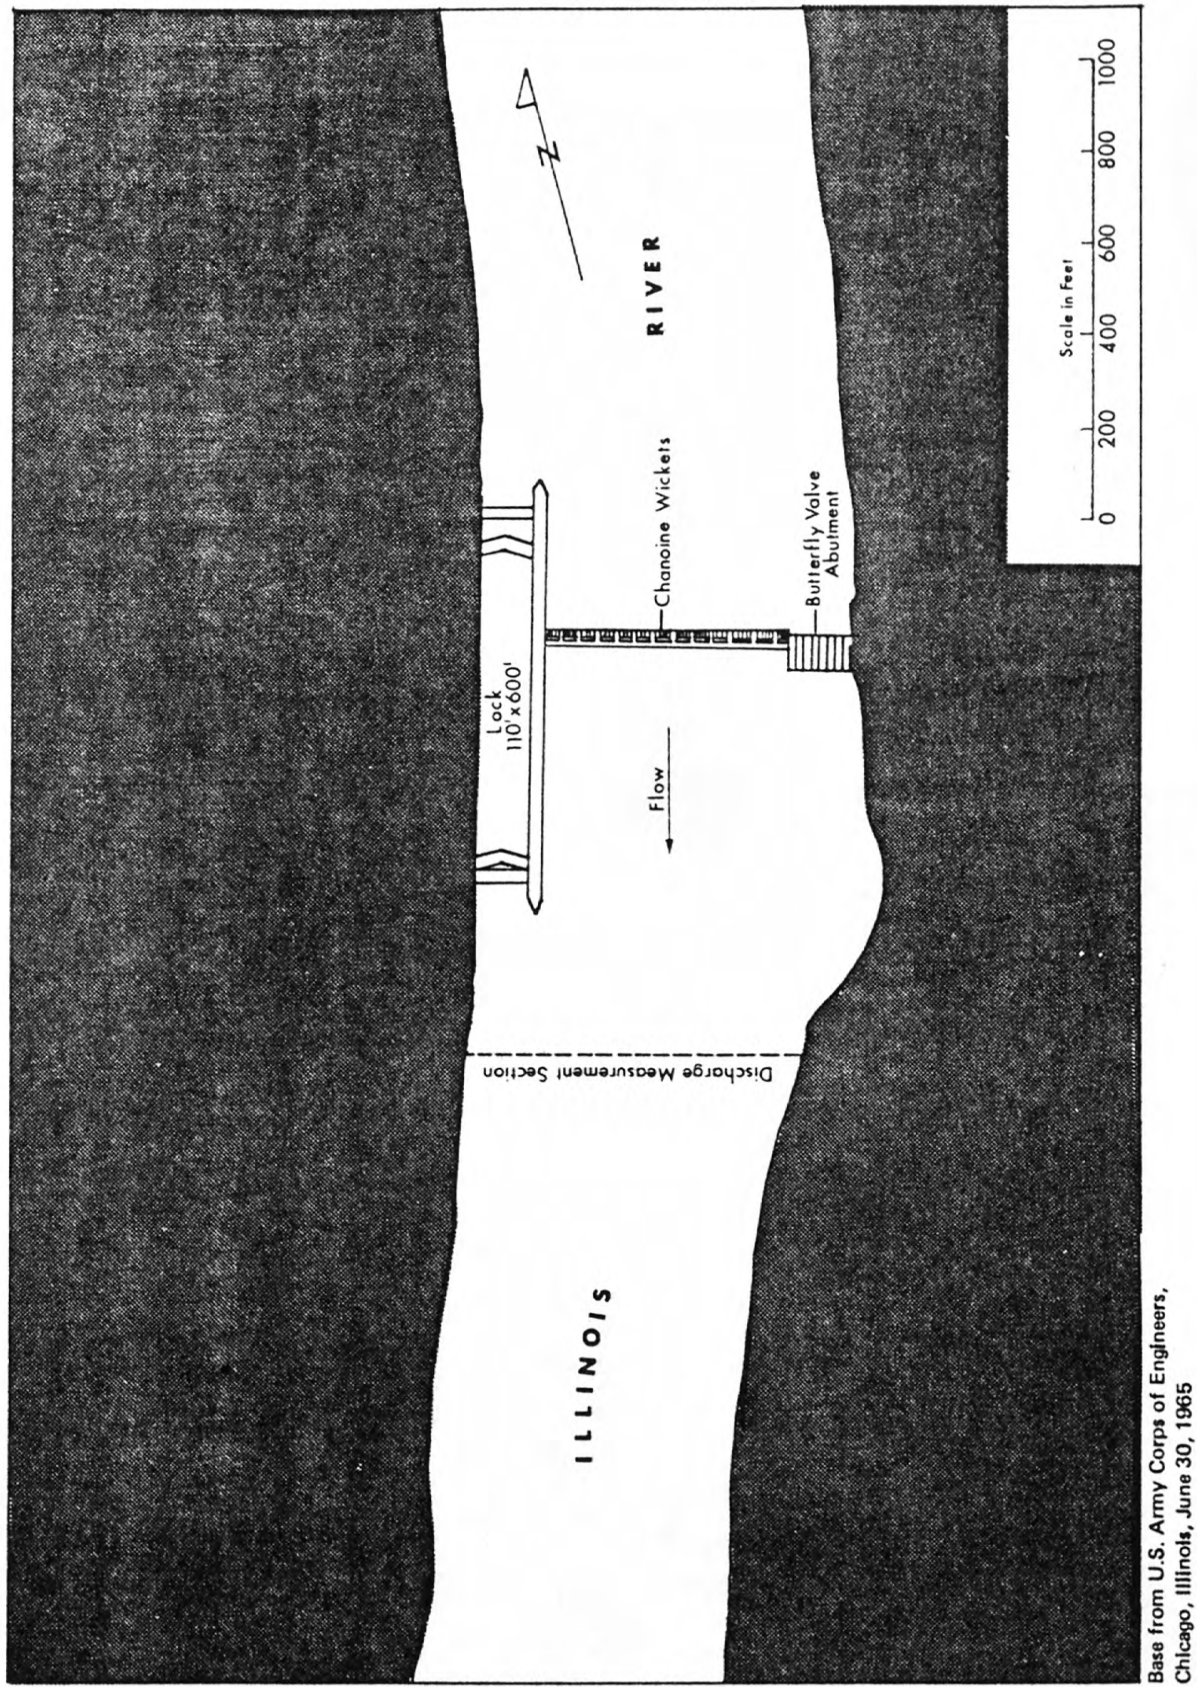 ILLINOIS
RIVER
N
Lock
110' x 600'
Chanoine Wickets
Butterfly Valve
Abutment
Flow
Discharge Measurement Section
Scale in Feet
0 200 400 600 800 1000
Base from U.S. Army Corps of Engineers,
Chicago, Illinois, June 30, 1965